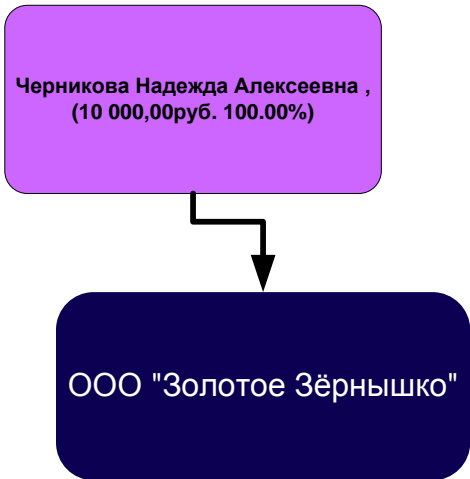 Черникова Надежда Алексеевна ,
(10 000,00руб. 100.00%)
ООО "Золотое Зёрнышко"